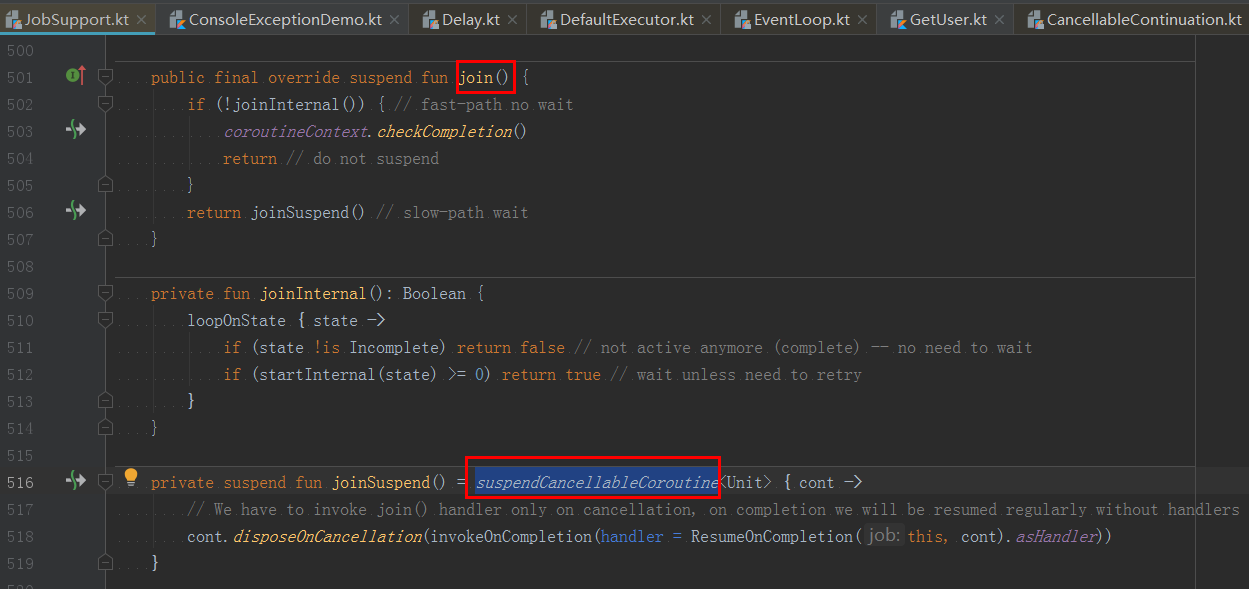 JobSupport.kt × ConsoleExceptionDemo.kt × Delay.kt × DefaultExecutor.kt × EventLoop.kt × GetUser.kt × CancellableContinuation.kt
500
501 public final override suspend fun join() {
502 if (!joinInternal()) { // fast-path no wait
503 coroutineContext.checkCompletion()
504 return // do not suspend
505 }
506 return joinSuspend() // slow-path wait
507 }
508
509 private fun joinInternal(): Boolean {
510 loopOnState { state ->
511 if (state !is Incomplete) return false // not active anymore (complete) -- no need to wait
512 if (startInternal(state) >= 0) return true // wait unless need to retry
513 }
514 }
515
516 private suspend fun joinSuspend() = suspendCancellableCoroutine<Unit> { cont ->
517 // We have to invoke join() handler only on cancellation, on completion we will be resumed regularly without handlers
518 cont.disposeOnCancellation(invokeOnCompletion(handler = ResumeOnCompletion( job: this, cont).asHandler))
519 }